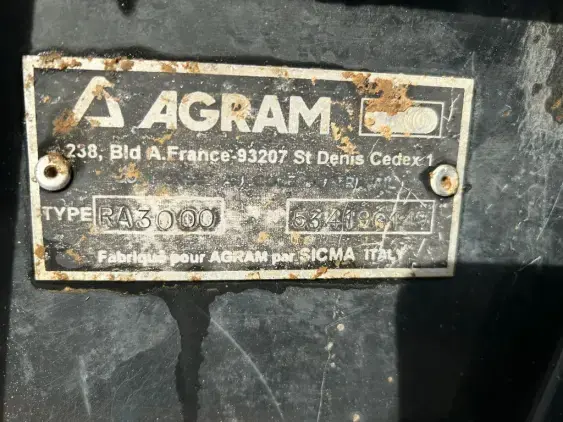 AGRAM
238, Bld A.France-93207 St Denis Cedex 1
TYPE RA3000
Fabriqué pour AGRAM par SICMA ITALY